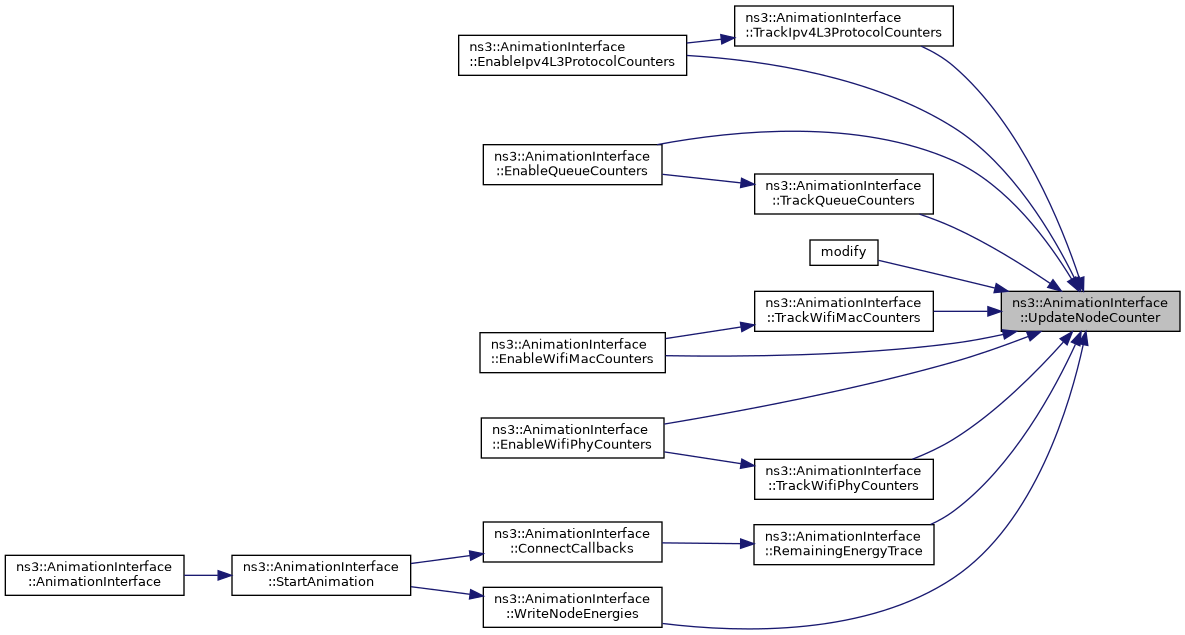 ns3::AnimationInterface
::TrackIpv4L3ProtocolCounters
ns3::AnimationInterface
::EnableIpv4L3ProtocolCounters
ns3::AnimationInterface
::EnableQueueCounters
ns3::AnimationInterface
::TrackQueueCounters
modify
ns3::AnimationInterface
::TrackWifiMacCounters
ns3::AnimationInterface
::UpdateNodeCounter
ns3::AnimationInterface
::EnableWifiMacCounters
ns3::AnimationInterface
::EnableWifiPhyCounters
ns3::AnimationInterface
::TrackWifiPhyCounters
ns3::AnimationInterface
::ConnectCallbacks
ns3::AnimationInterface
::RemainingEnergyTrace
ns3::AnimationInterface
::AnimationInterface
ns3::AnimationInterface
::StartAnimation
ns3::AnimationInterface
::WriteNodeEnergies